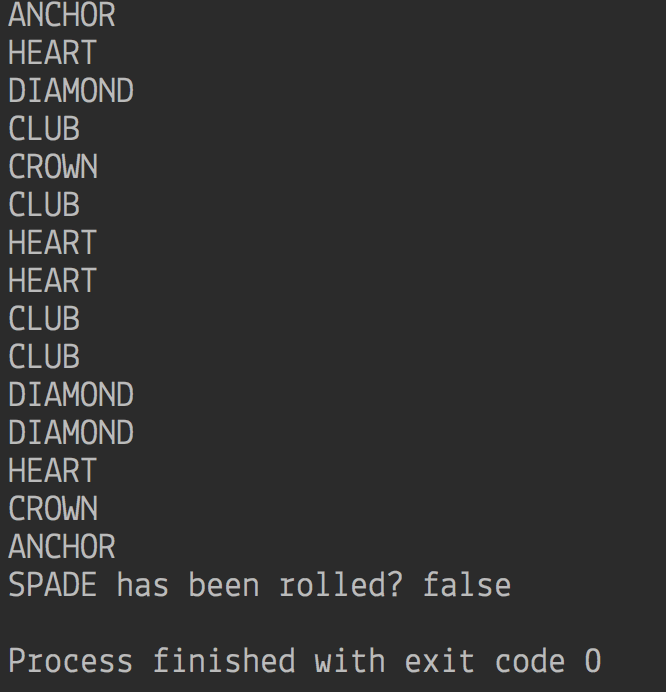 ANCHOR
HEART
DIAMOND
CLUB
CROWN
CLUB
HEART
HEART
CLUB
CLUB
DIAMOND
DIAMOND
HEART
CROWN
ANCHOR
SPADE has been rolled? false
Process finished with exit code 0